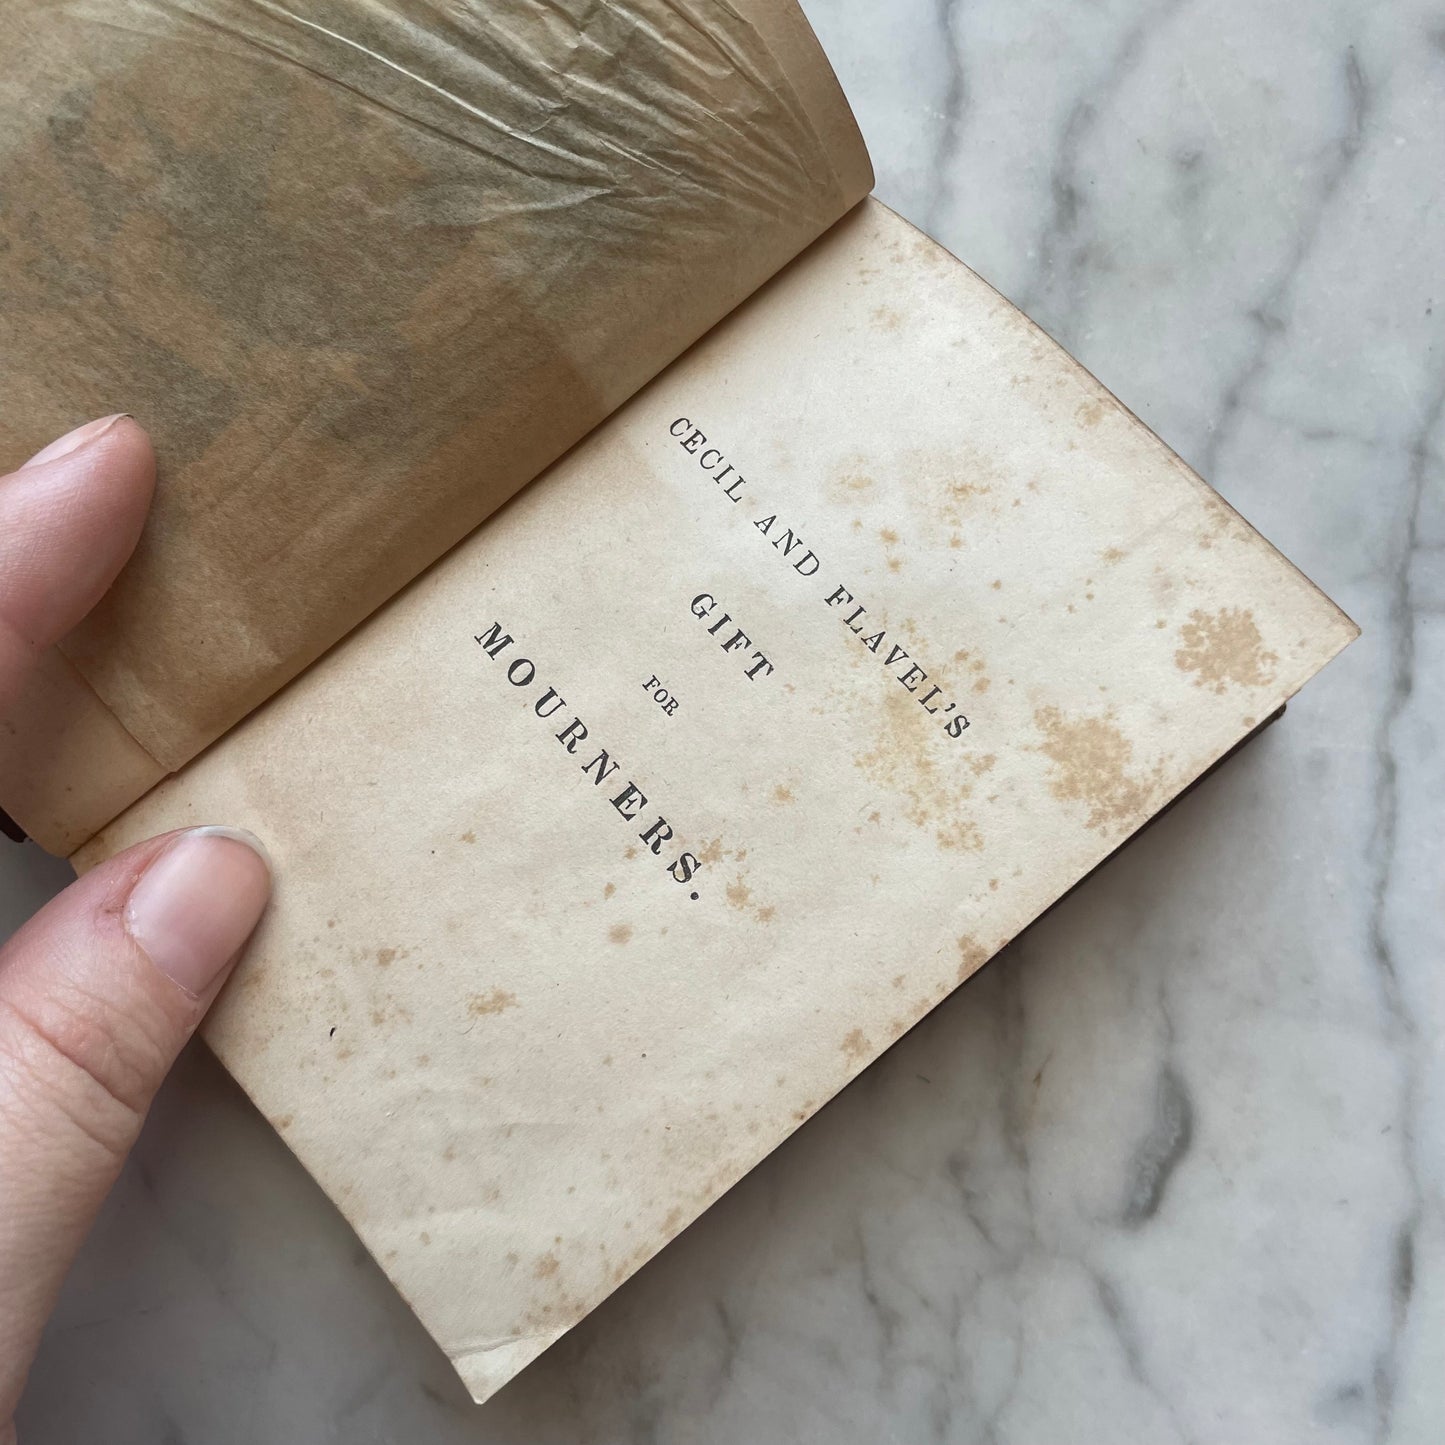 CECIL AND FLAVEL'S
GIFT
FOR
MOURNERS.